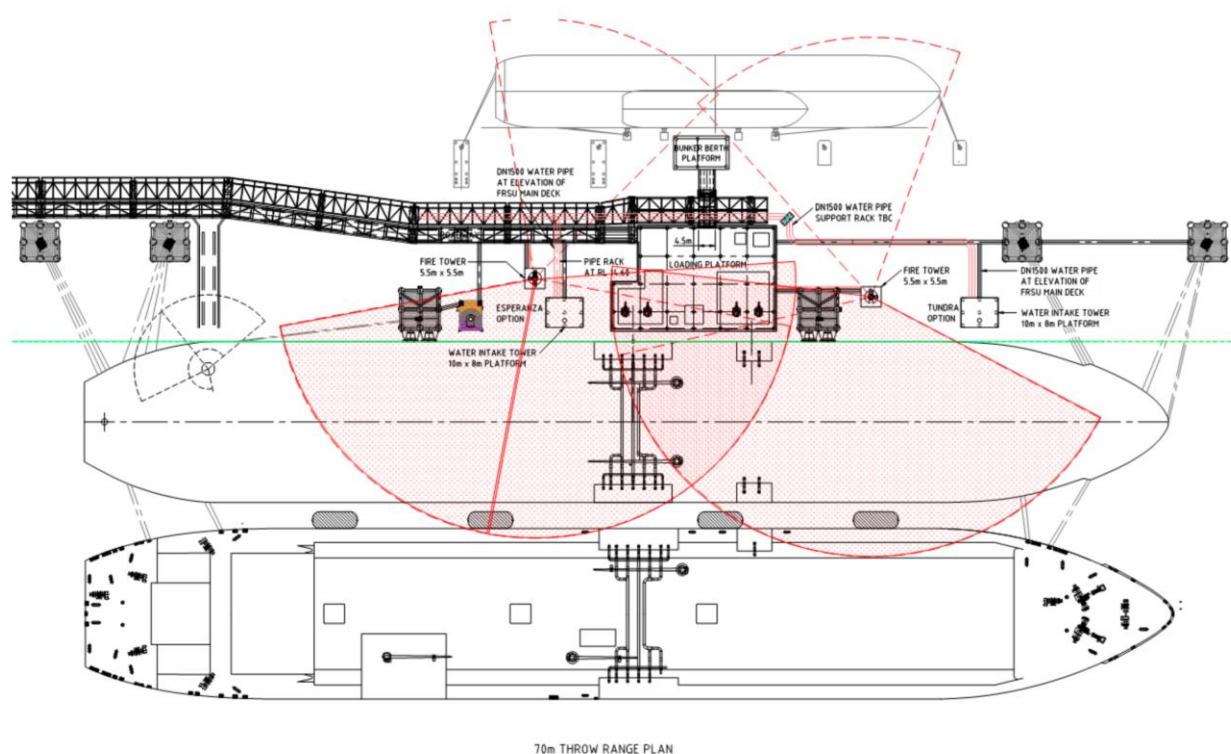 BUNKER BERTH
PLATFORM
DN1500 WATER PIPE
AT ELEVATION OF
FRSU MAIN DECK
DN1500 WATER PIPE
SUPPORT RACK TBC
4.5m
FIRE TOWER
5.5m x 5.5m
PIPE RACK
AT RL
LOADING PLATFORM
FIRE TOWER
5.5m x 5.5m
DN1500 WATER PIPE
AT ELEVATION OF
FRSU MAIN DECK
ESPERANZA
OPTION
TUNDRA
OPTION
WATER INTAKE TOWER
10m x 8m PLATFORM
WATER INTAKE TOWER
10m x 8m PLATFORM
70m THROW RANGE PLAN